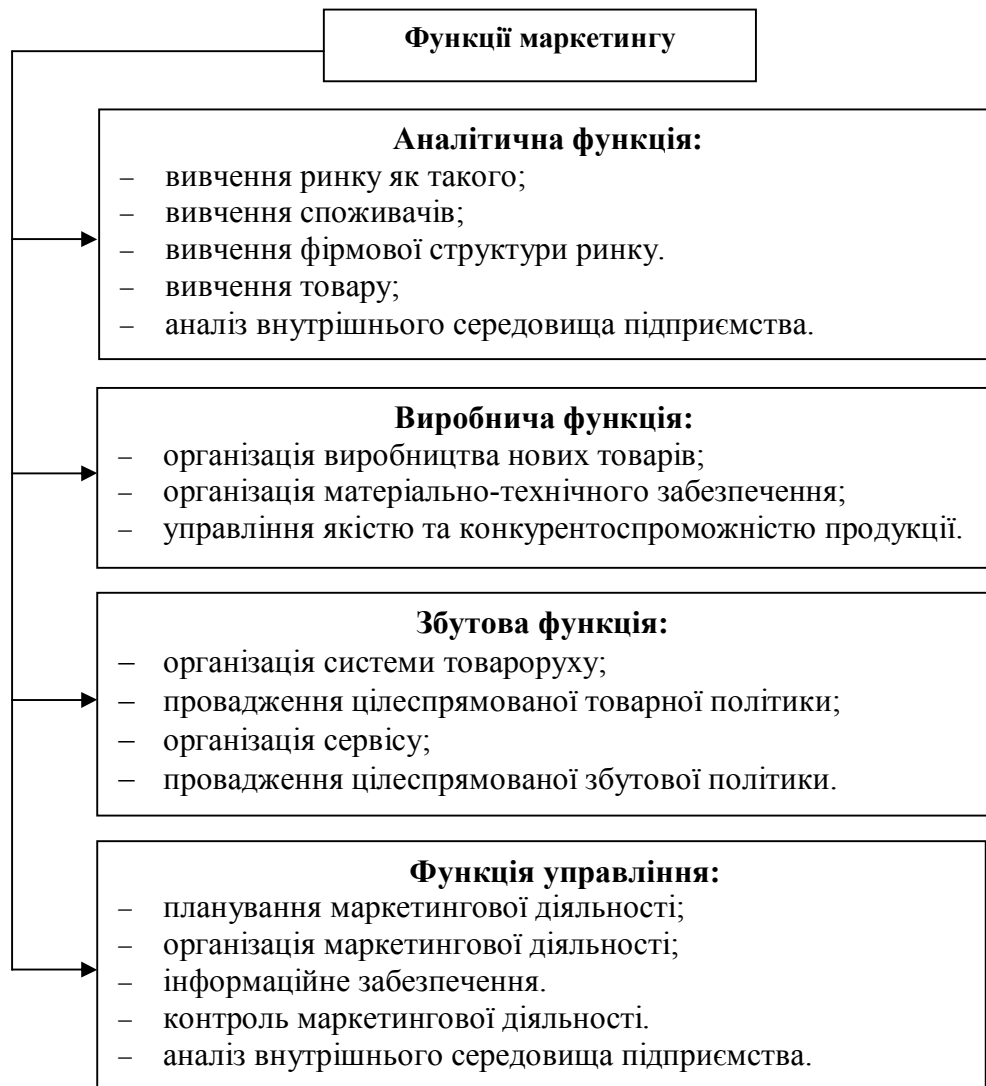 Функції маркетингу
Аналітична функція:
– вивчення ринку як такого;
– вивчення споживачів;
– вивчення фірмової структури ринку.
– вивчення товару;
– аналіз внутрішнього середовища підприємства.
Виробнича функція:
– організація виробництва нових товарів;
– організація матеріально-технічного забезпечення;
– управління якістю та конкурентоспроможністю продукції.
Збутова функція:
– організація системи товароруху;
– провадження цілеспрямованої товарної політики;
– організація сервісу;
– провадження цілеспрямованої збутової політики.
Функція управління:
– планування маркетингової діяльності;
– організація маркетингової діяльності;
– інформаційне забезпечення.
– контроль маркетингової діяльності.
– аналіз внутрішнього середовища підприємства.